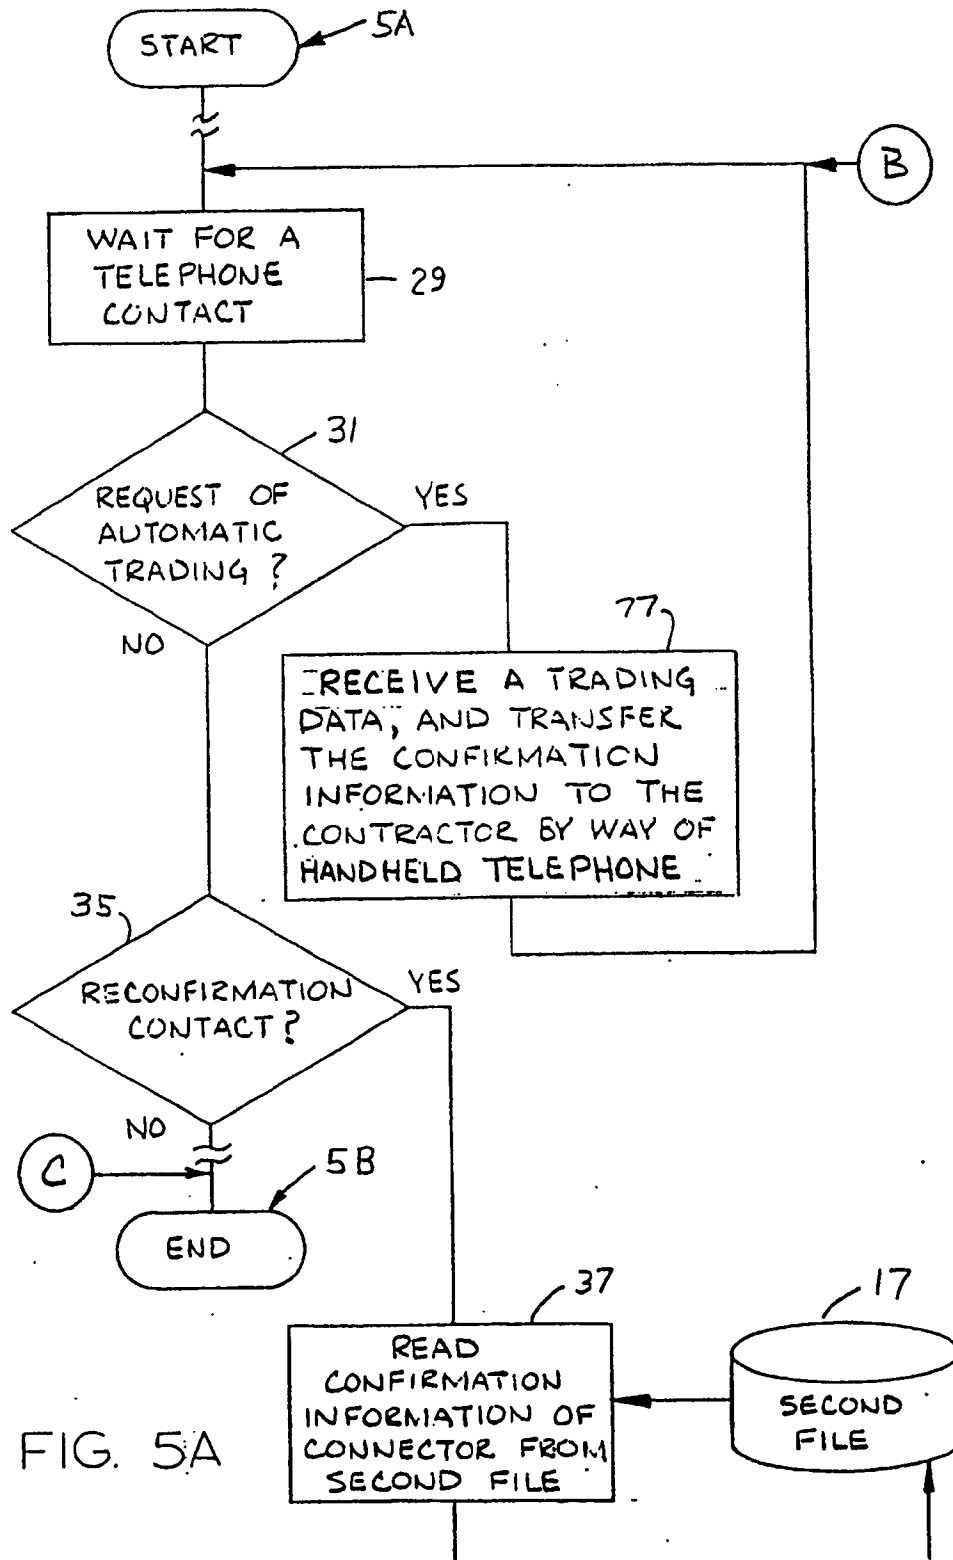 START
5A
B
WAIT FOR A
TELEPHONE
CONTACT
29
31
REQUEST OF
AUTOMATIC
TRADING ?
YES
NO
77
RECEIVE A TRADING
DATA, AND TRANSFER
THE CONFIRMATION
INFORMATION TO THE
CONTRACTOR BY WAY OF
HANDHELD TELEPHONE
35
RECONFIRMATION
CONTACT?
YES
NO
C
5B
END
37
17
READ
CONFIRMATION
INFORMATION OF
CONNECTOR FROM
SECOND FILE
SECOND
FILE
FIG. 5A